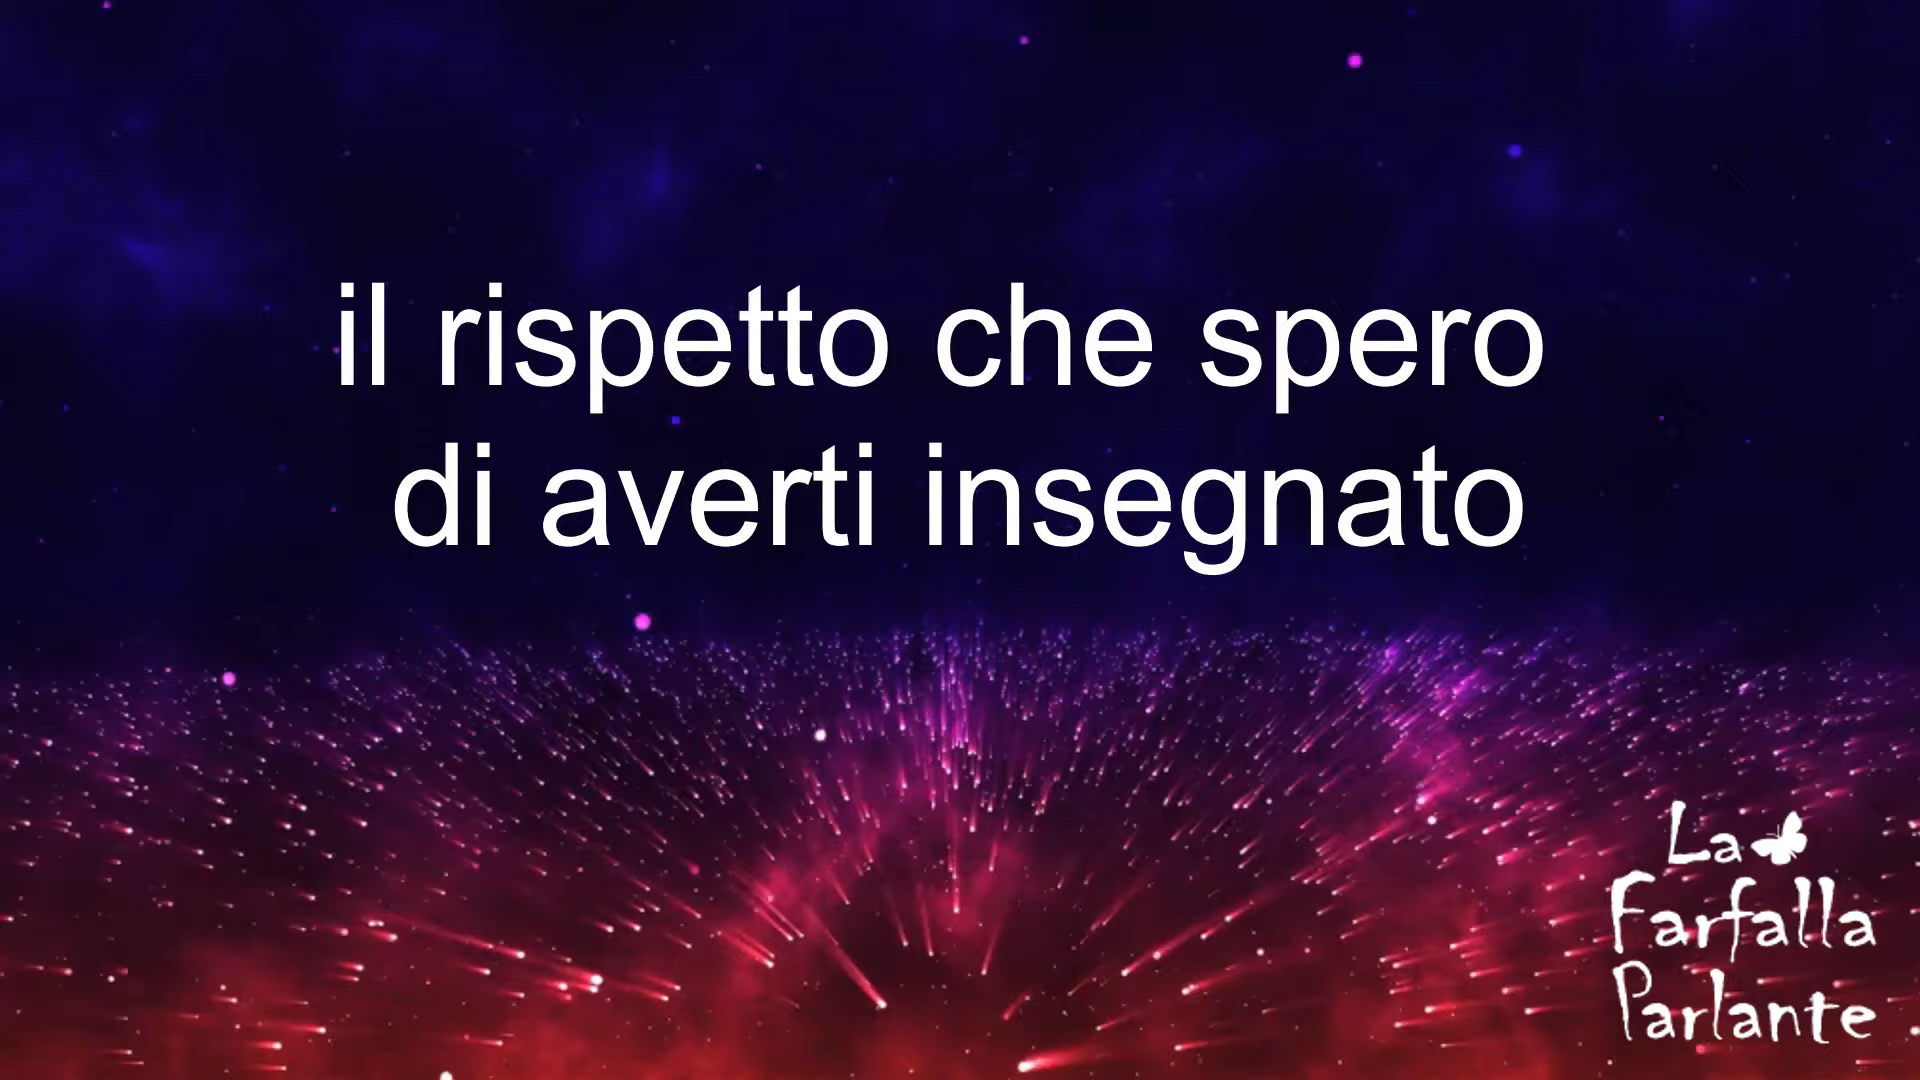 il rispetto che spero
di averti insegnato
La
Farfalla
Parlante